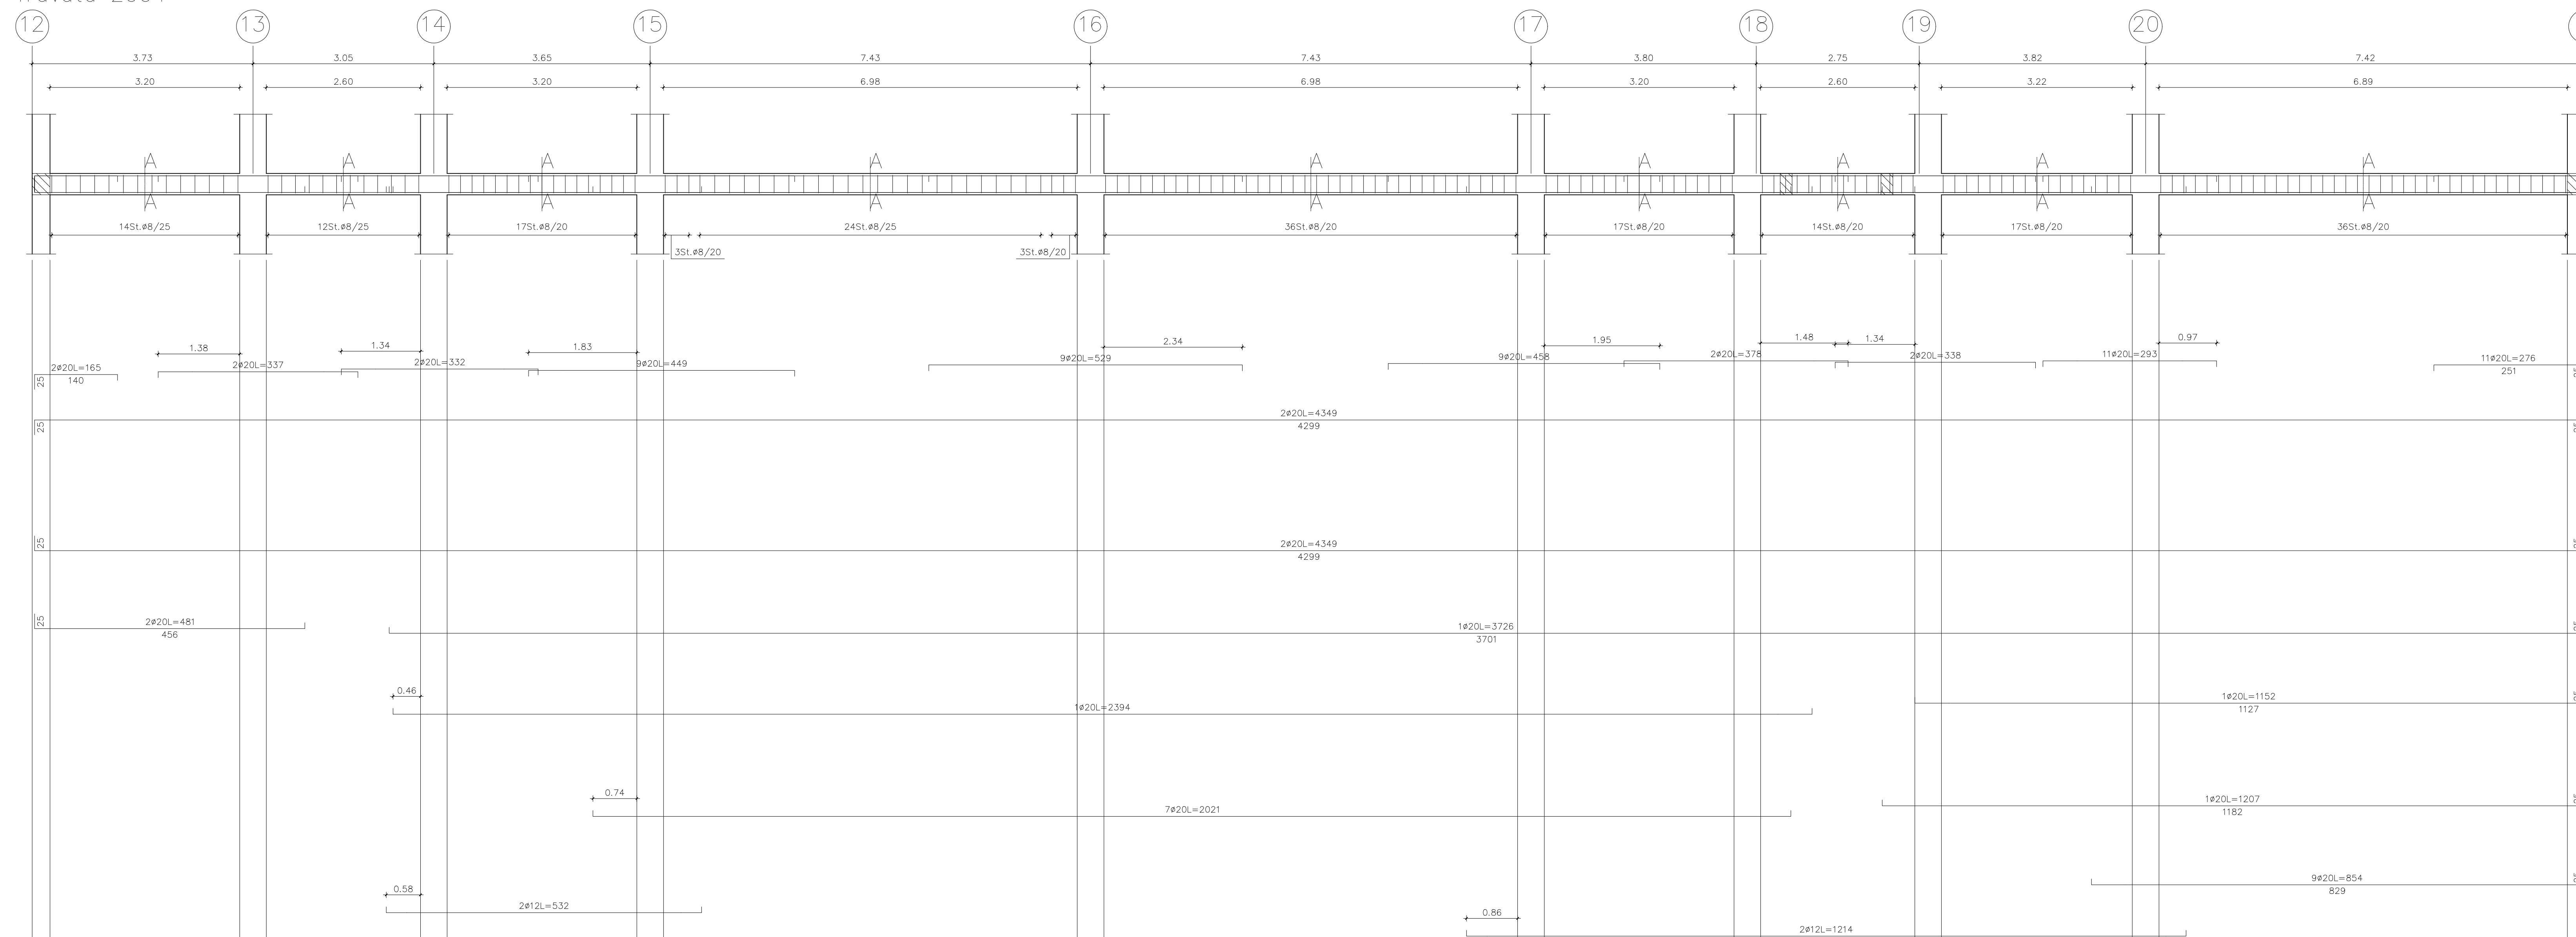 12 13 14 15 16 17 18 19 20
3.73 3.05 3.65 7.43 7.43 3.80 2.75 3.82 7.42
3.20 2.60 3.20 6.98 6.98 3.20 2.60 3.22 6.89
A A A A A A A A A
A A A A A A A A A
14St.ø8/25 12St.ø8/25 17St.ø8/20 24St.ø8/25 36St.ø8/20 17St.ø8/20 14St.ø8/20 17St.ø8/20 36St.ø8/20
3St.ø8/20 3St.ø8/20
1.38 1.34 1.83 2.34 1.95 1.48 1.34 0.97
2ø20L=165 2ø20L=337 2ø20L=332 9ø20L=449 9ø20L=529 9ø20L=458 2ø20L=378 2ø20L=338 11ø20L=293 11ø20L=276
25 140 251
2ø20L=4349
25 4299
2ø20L=4349
25 4299
25 2ø20L=481 1ø20L=3726
456 3701
0.46
1ø20L=2394 1ø20L=1152
1127
0.74
7ø20L=2021 1ø20L=1207
1182
0.58
2ø12L=532 9ø20L=854
829
0.86
2ø12L=1214